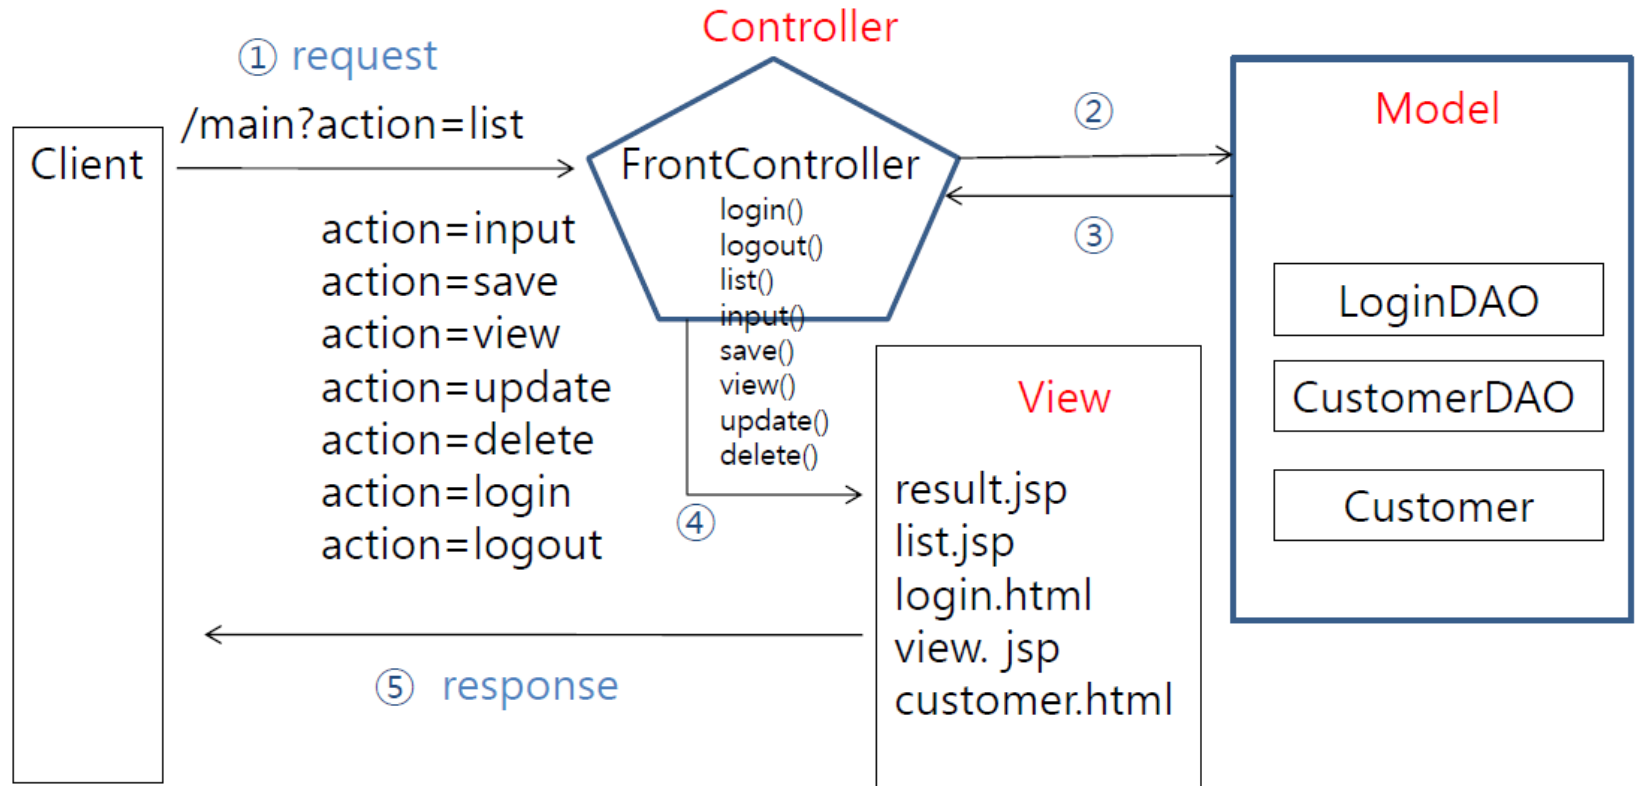 Controller
① request
/main?action=list
Client
action=input
action=save
action=view
action=update
action=delete
action=login
action=logout
FrontController
login()
logout()
list()
input()
save()
view()
update()
delete()
②
③
④
Model
LoginDAO
CustomerDAO
Customer
View
result.jsp
list.jsp
login.html
view. jsp
customer.html
⑤ response